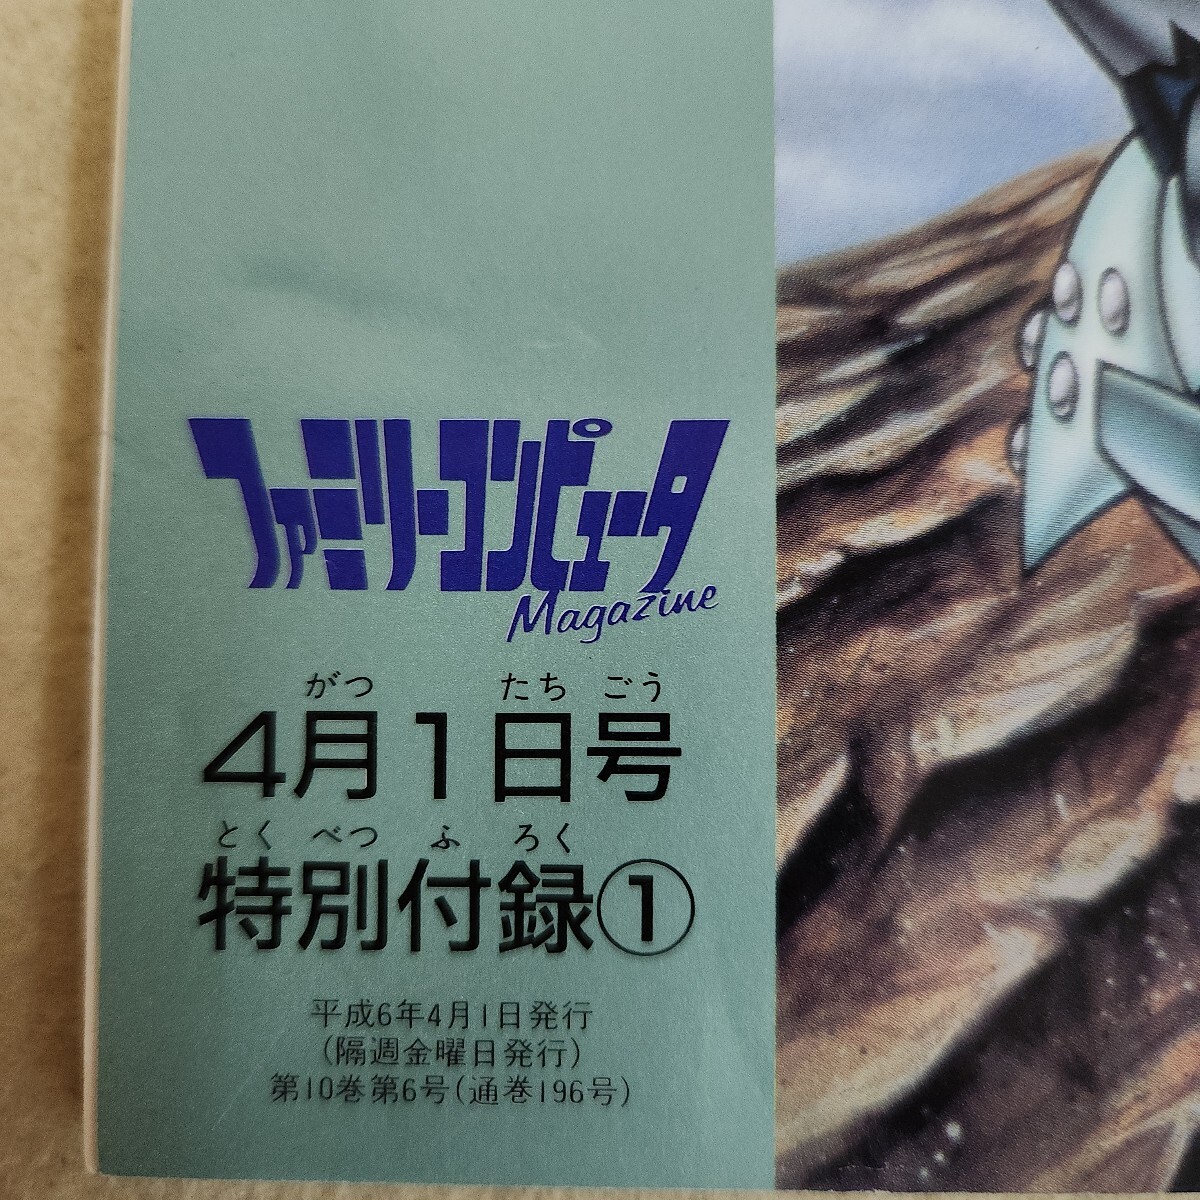 ファミリーコンピュータ
Magazine
がつ たち ごう
4月1日号
とく べつ ふ ろく
特別付録①
平成6年4月1日発行
(隔週金曜日発行)
第10巻第6号(通巻196号)